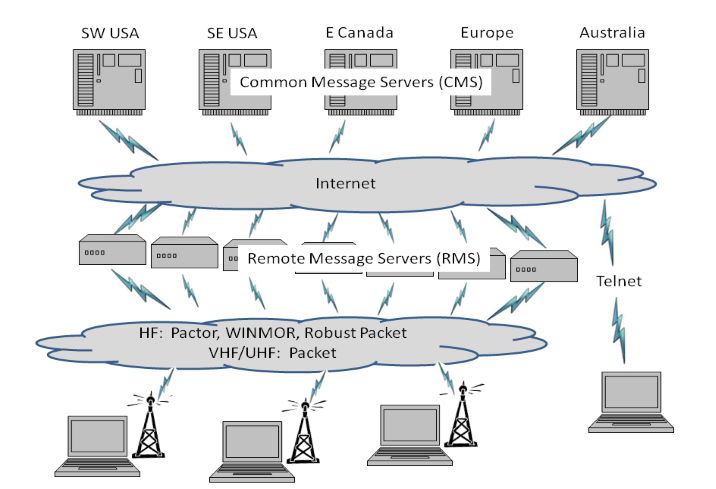 SW USA
SE USA
E Canada
Europe
Australia
Common Message Servers (CMS)
Internet
Remote Message Servers (RMS)
Telnet
HF:  Pactor, WINMOR, Robust Packet
VHF/UHF:  Packet